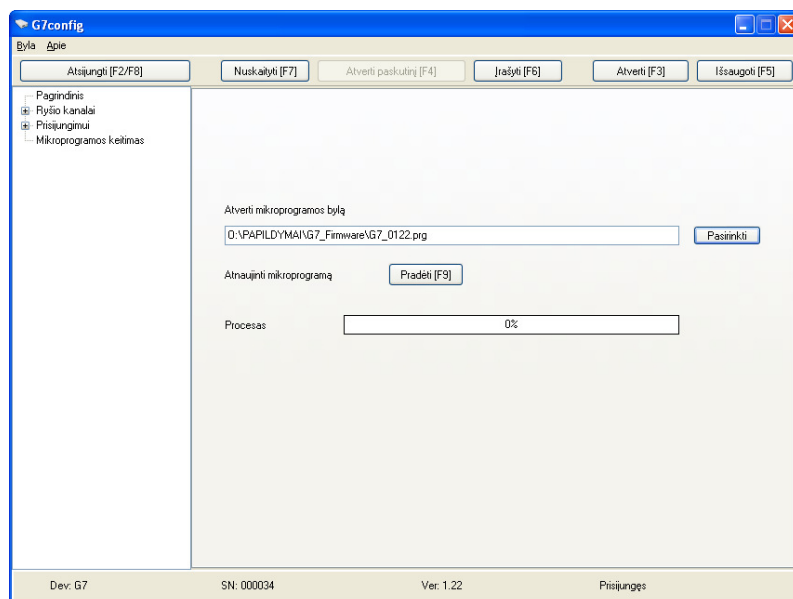 G7config
Byla Apie
Atsijungti [F2/F8] Nuskaityti [F7] Atverti paskutinį [F4] Įrašyti [F6] Atverti [F3] Išsaugoti [F5]
Pagrindinis
Ryšio kanalai
Prisijungimui
Mikroprogramos keitimas
Atverti mikroprogramos bylą
O:\PAPILDYMAI\G7_Firmware\G7_0122.prg Pasirinkti
Atnaujinti mikroprogramą Pradėti [F9]
Procesas 0%
Dev: G7 SN: 000034 Ver: 1.22 Prisijungęs